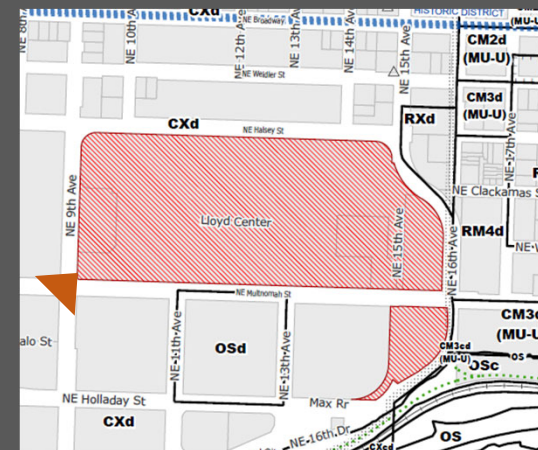 CXd
HISTORIC DISTRICT
NE Broadway
(MU-U)
NE 10th Ave
NE 12th Ave
NE 13th Ave
NE 14th Ave
NE 15th Ave
CM2d
(MU-U)
NE Weidler St
CM3d
(MU-U)
RXd
CXd
NE Halsey St
NE 17th Ave
NE Clackamas S
NE 9th Ave
Lloyd Center
NE 15th Ave
NE 16th Ave
RM4d
NE
NE Multnomah St
CM3d
(MU-U)
alo St
NE 11th Ave
OSd
NE 13th Ave
CM3cd
(MU-U)
OSc
OS
NE Holladay St
Max Rr
CXd
NE 16th Dr
OS
CXcd